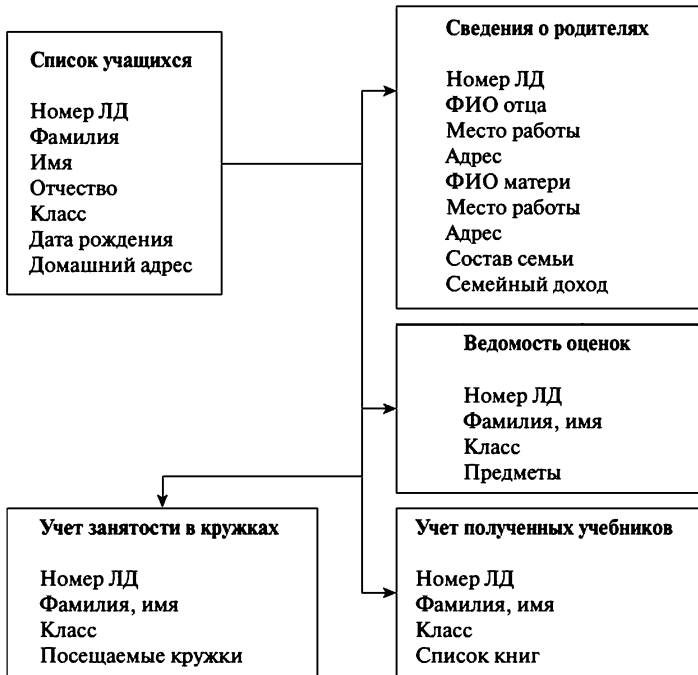 Список учащихся
Номер ЛД
Фамилия
Имя
Отчество
Класс
Дата рождения
Домашний адрес
Сведения о родителях
Номер ЛД
ФИО отца
Место работы
Адрес
ФИО матери
Место работы
Адрес
Состав семьи
Семейный доход
Ведомость оценок
Номер ЛД
Фамилия, имя
Класс
Предметы
Учет занятости в кружках
Номер ЛД
Фамилия, имя
Класс
Посещаемые кружки
Учет полученных учебников
Номер ЛД
Фамилия, имя
Класс
Список книг